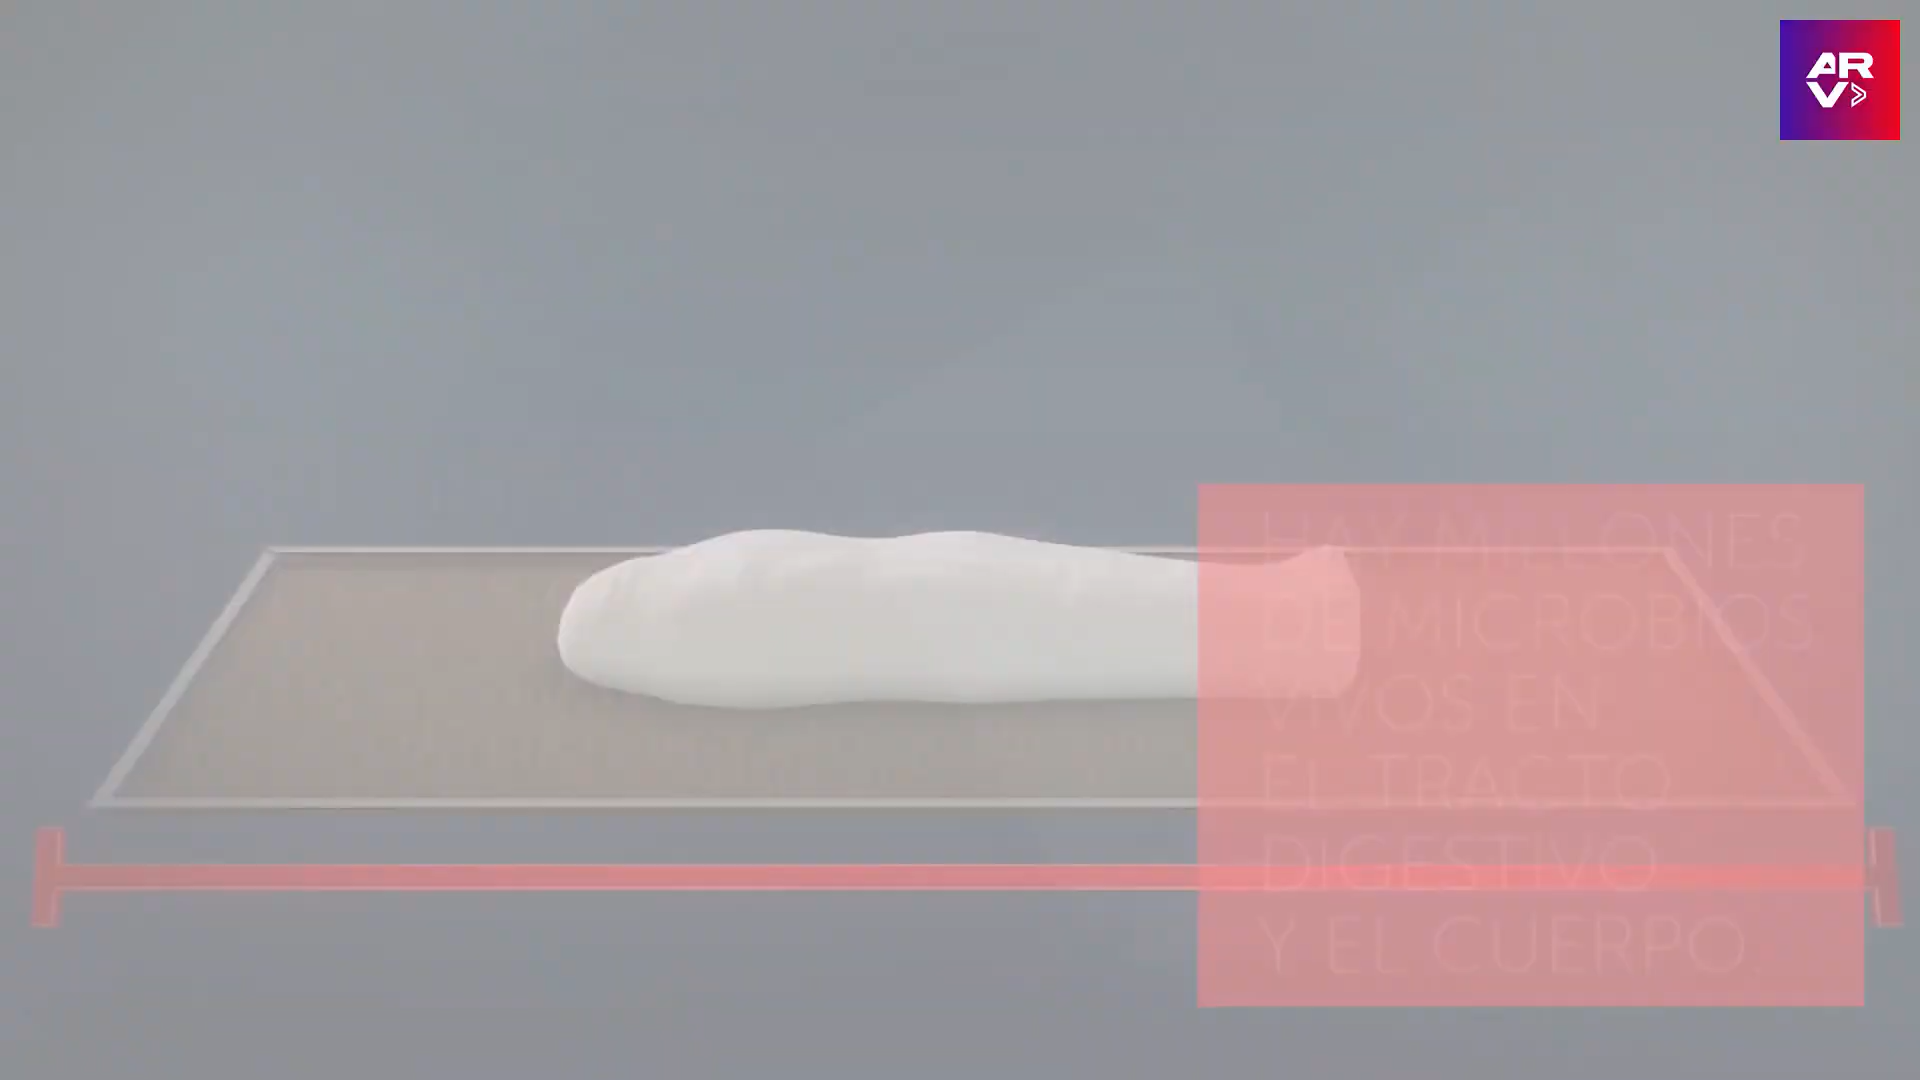 ARV
HAY MILLONES
DE MICROBIOS
VIVOS EN
EL TRACTO
DIGESTIVO
Y EL CUERPO